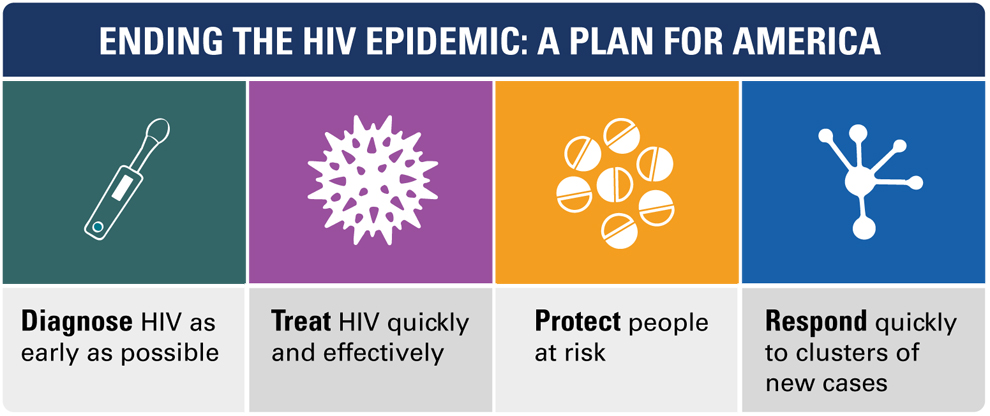 ENDING THE HIV EPIDEMIC: A PLAN FOR AMERICA
Diagnose HIV as
early as possible
Treat HIV quickly
and effectively
Protect people
at risk
Respond quickly
to clusters of
new cases